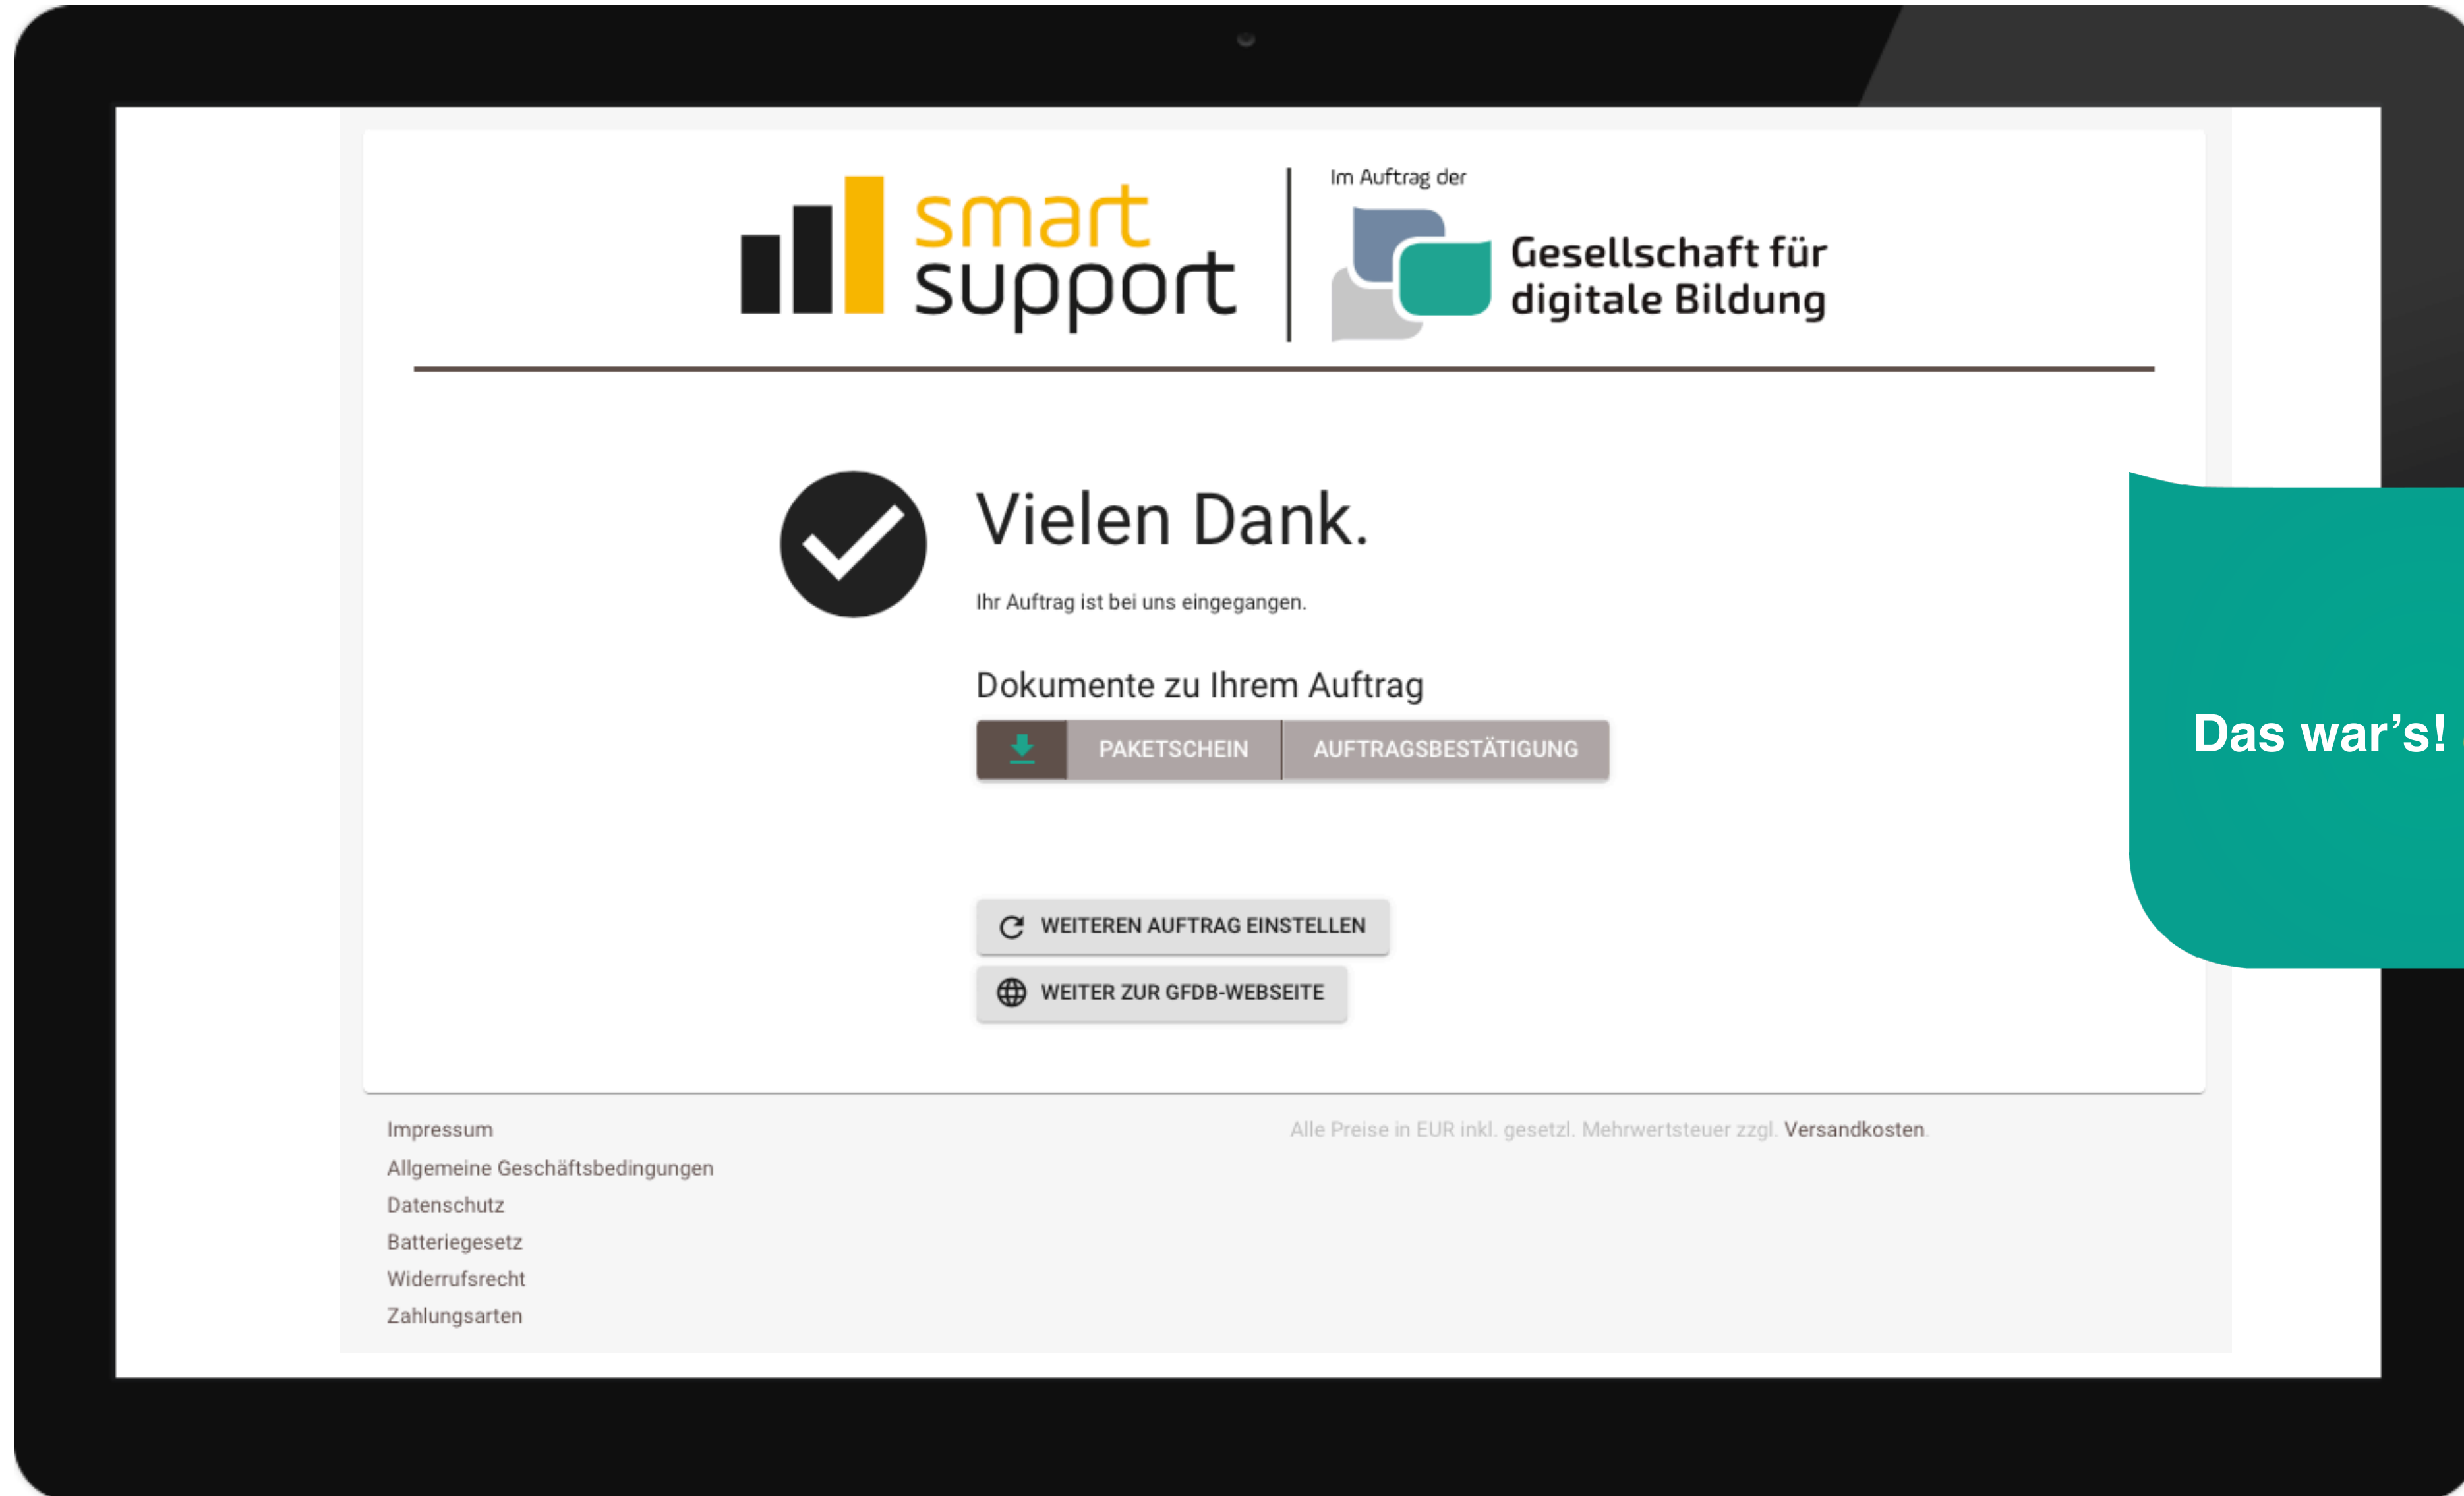 smart
support
Im Auftrag der
Gesellschaft für
digitale Bildung
Vielen Dank.
Ihr Auftrag ist bei uns eingegangen.
Dokumente zu Ihrem Auftrag
PAKETSCHEIN AUFTRAGSBESTÄTIGUNG
WEITEREN AUFTRAG EINSTELLEN
WEITER ZUR GFDB-WEBSEITE
Das war’s!
Impressum
Alle Preise in EUR inkl. gesetzl. Mehrwertsteuer zzgl. Versandkosten.
Allgemeine Geschäftsbedingungen
Datenschutz
Batteriegesetz
Widerrufsrecht
Zahlungsarten